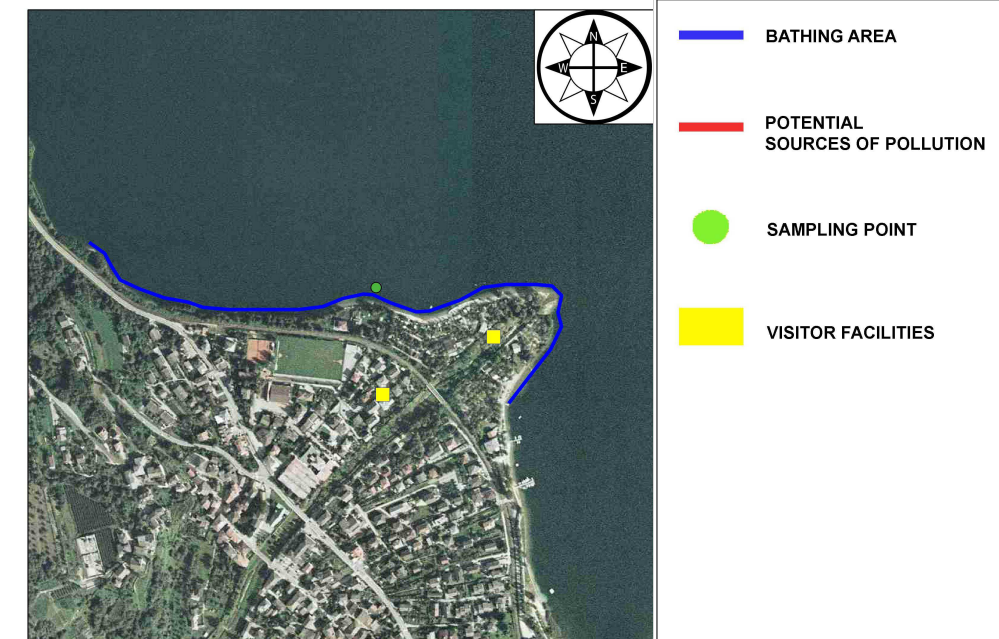 N
W E
S
BATHING AREA
POTENTIAL
SOURCES OF POLLUTION
SAMPLING POINT
VISITOR FACILITIES